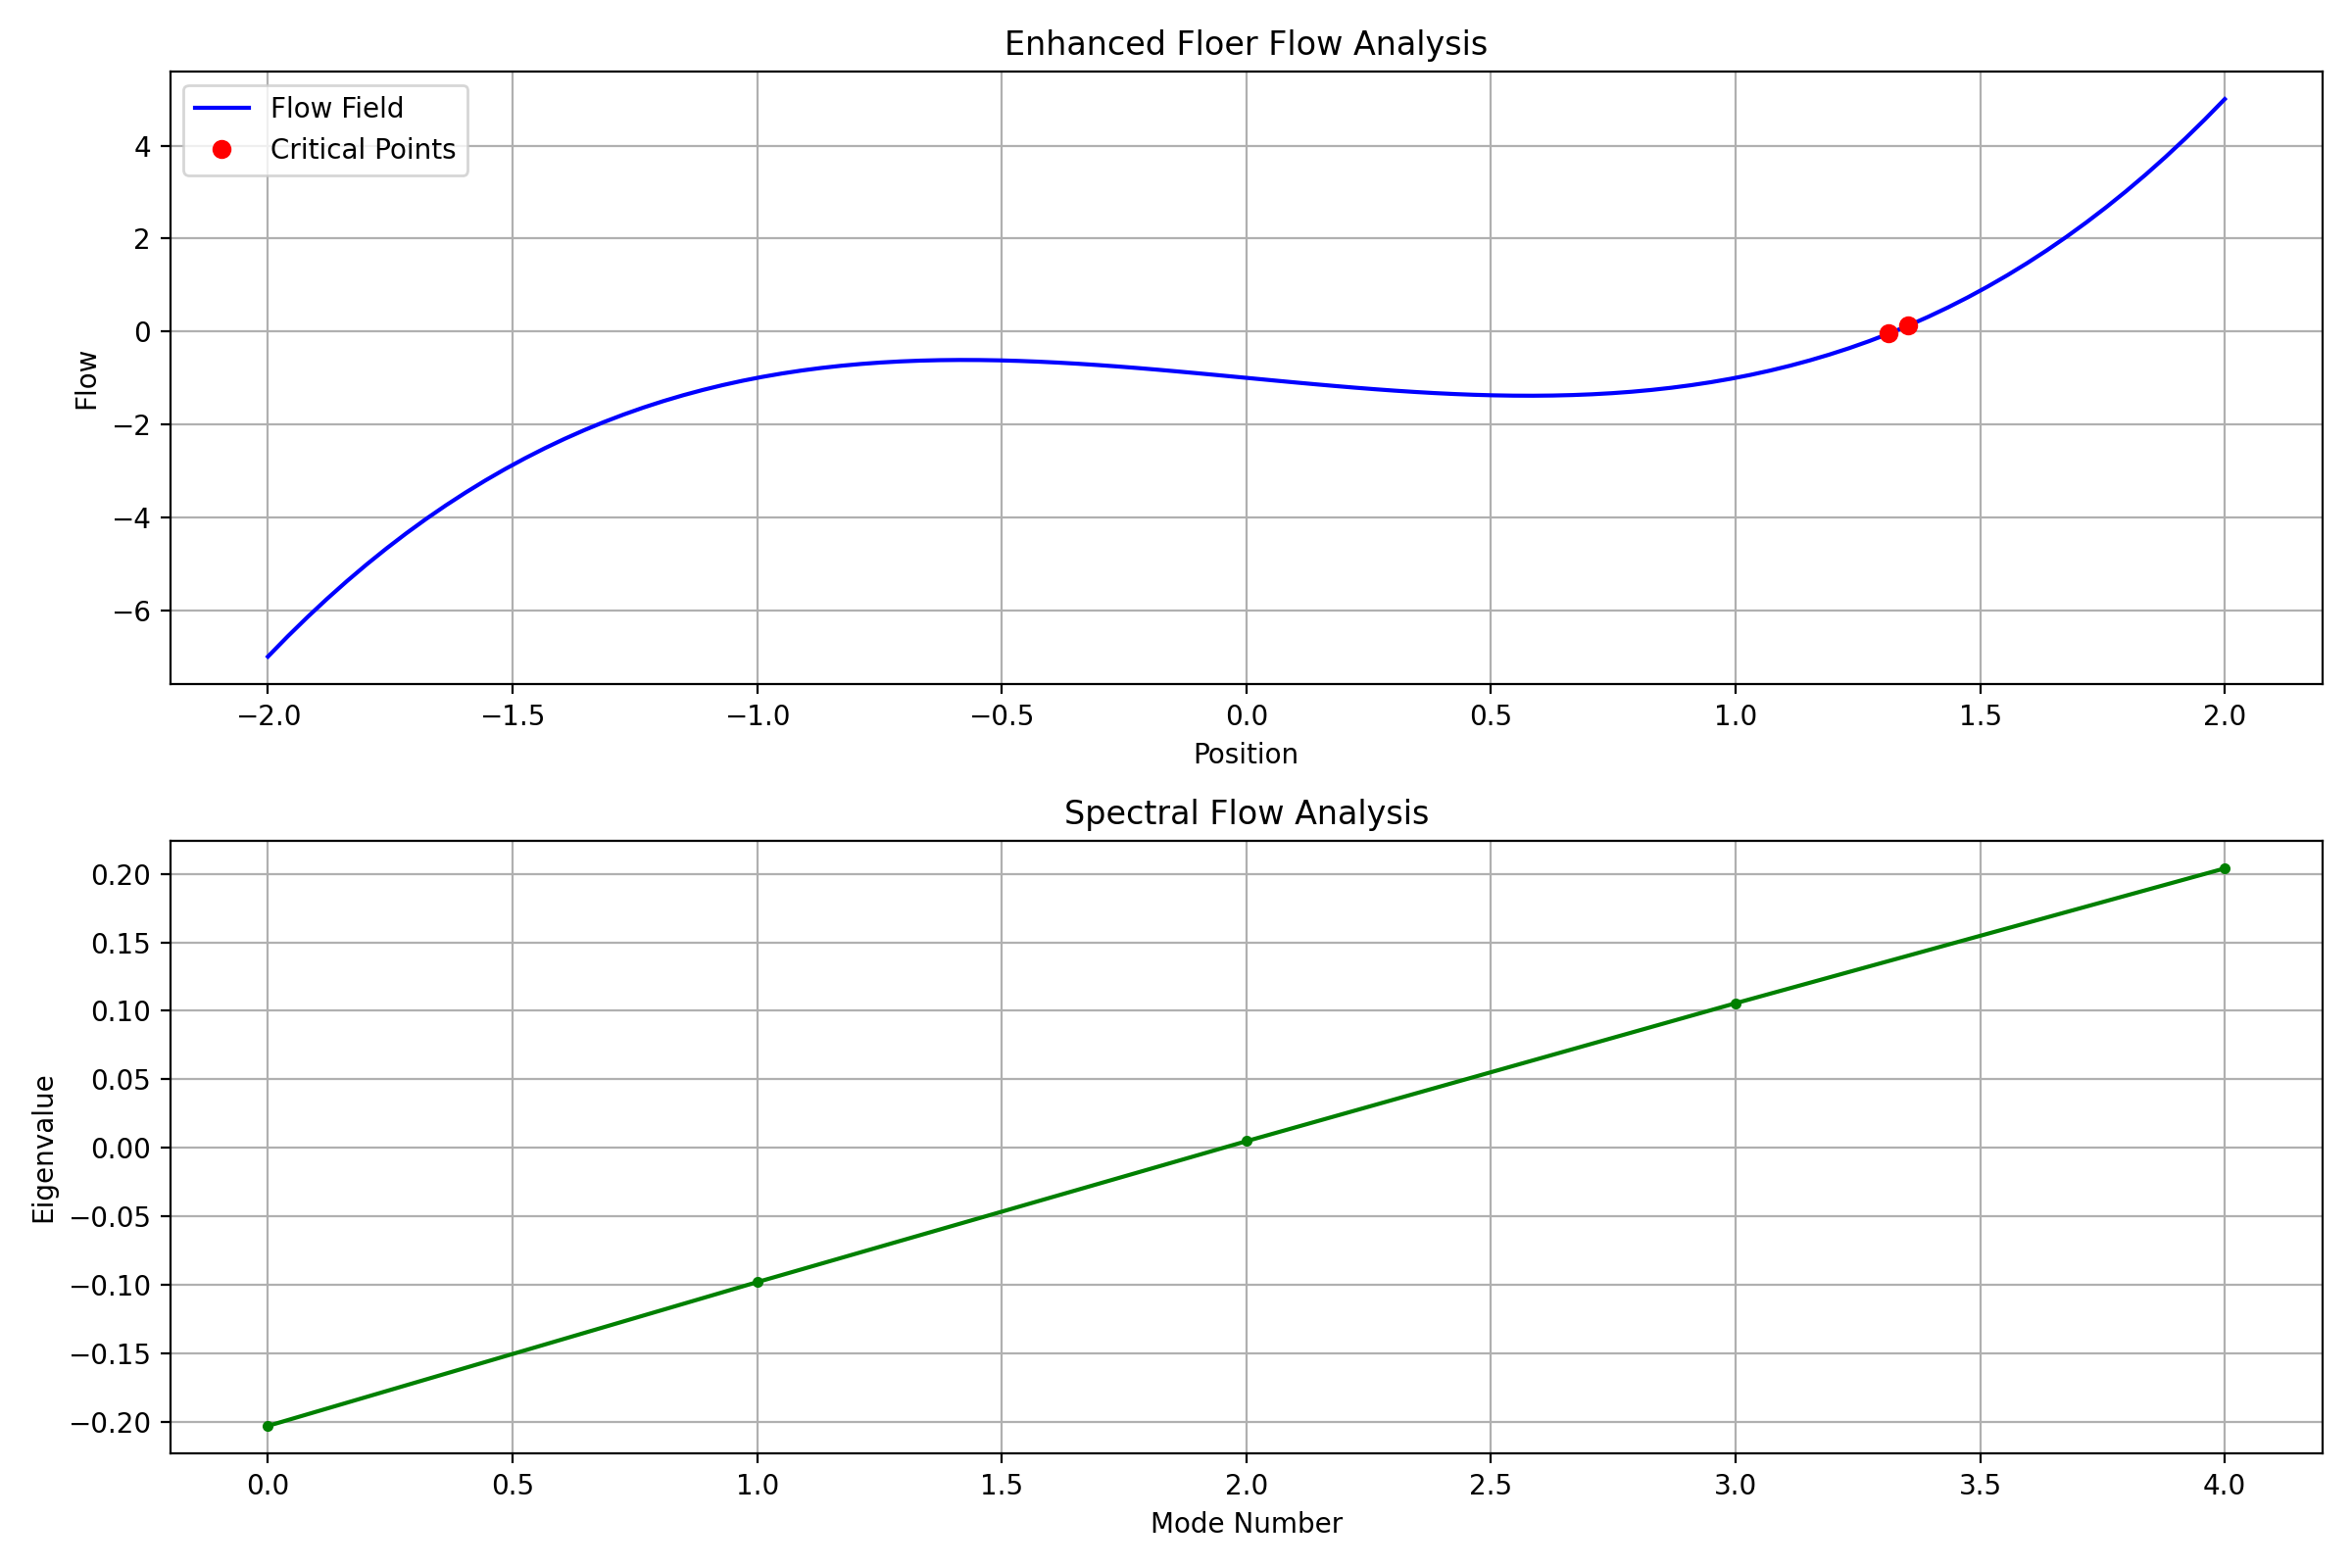 Enhanced Floer Flow Analysis
Flow Field
Critical Points
4
2
0
−2
−4
−6
Flow
−2.0 −1.5 −1.0 −0.5 0.0 0.5 1.0 1.5 2.0
Position
Spectral Flow Analysis
0.20
0.15
0.10
0.05
0.00
−0.05
−0.10
−0.15
−0.20
Eigenvalue
0.0 0.5 1.0 1.5 2.0 2.5 3.0 3.5 4.0
Mode Number